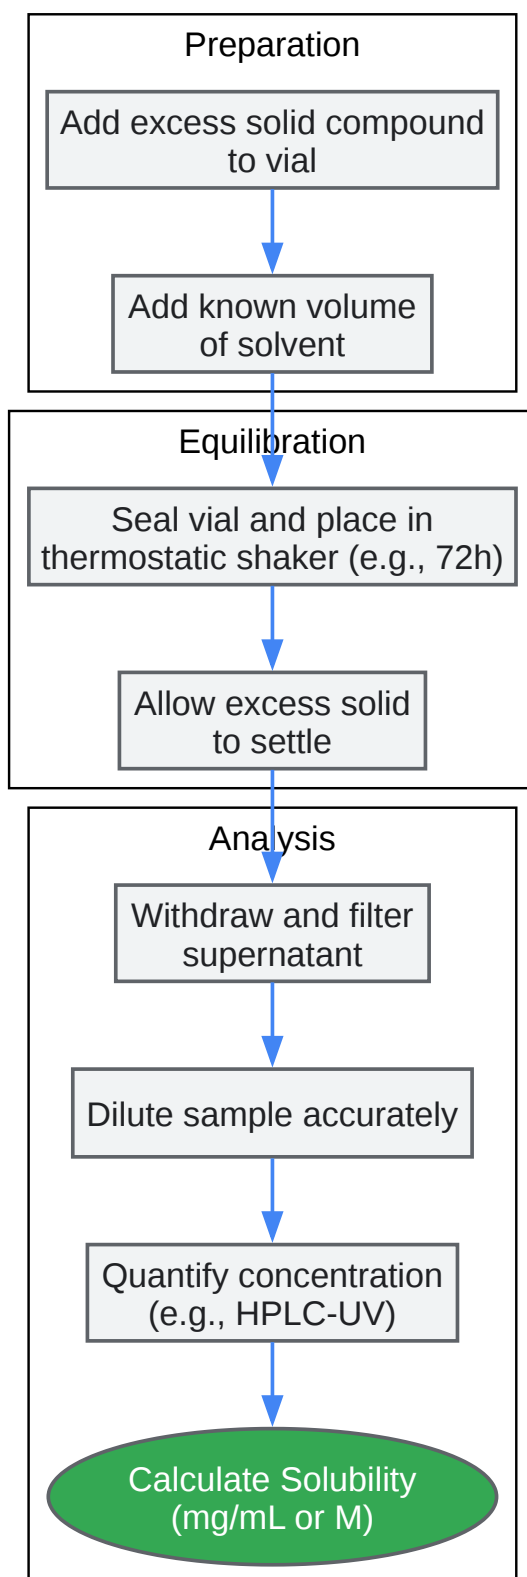 Preparation
Add excess solid compound
to vial
Add known volume
of solvent
Equilibration
Seal vial and place in
thermostatic shaker (e.g., 72h)
Allow excess solid
to settle
Analysis
Withdraw and filter
supernatant
Dilute sample accurately
Quantify concentration
(e.g., HPLC-UV)
Calculate Solubility
(mg/mL or M)